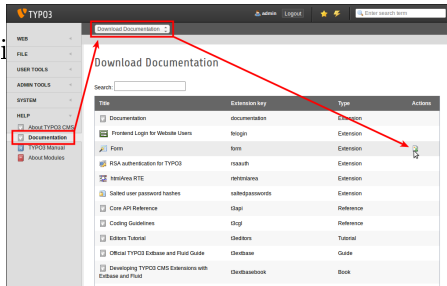 TYPO3
admin Logout Enter search term
Download Documentation
i
WEB
FILE
USER TOOLS
ADMIN TOOLS
SYSTEM
HELP
About TYPO3 CMS
Documentation
TYPO3 Manual
About Modules
Download Documentation
Search:
Title Extension key Type Actions
Documentation documentation Extension
Frontend Login for Website Users felogin Extension
Form form Extension
RSA authentication for TYPO3 rsaauth Extension
htmlArea RTE rtehtmlarea Extension
Salted user password hashes saltedpasswords Extension
Core API Reference t3api Reference
Coding Guidelines t3cgl Reference
Editors Tutorial t3editors Tutorial
Official TYPO3 Extbase and Fluid Guide t3extbase Guide
Developing TYPO3 CMS Extensions with
Extbase and Fluid t3extbasebook Book